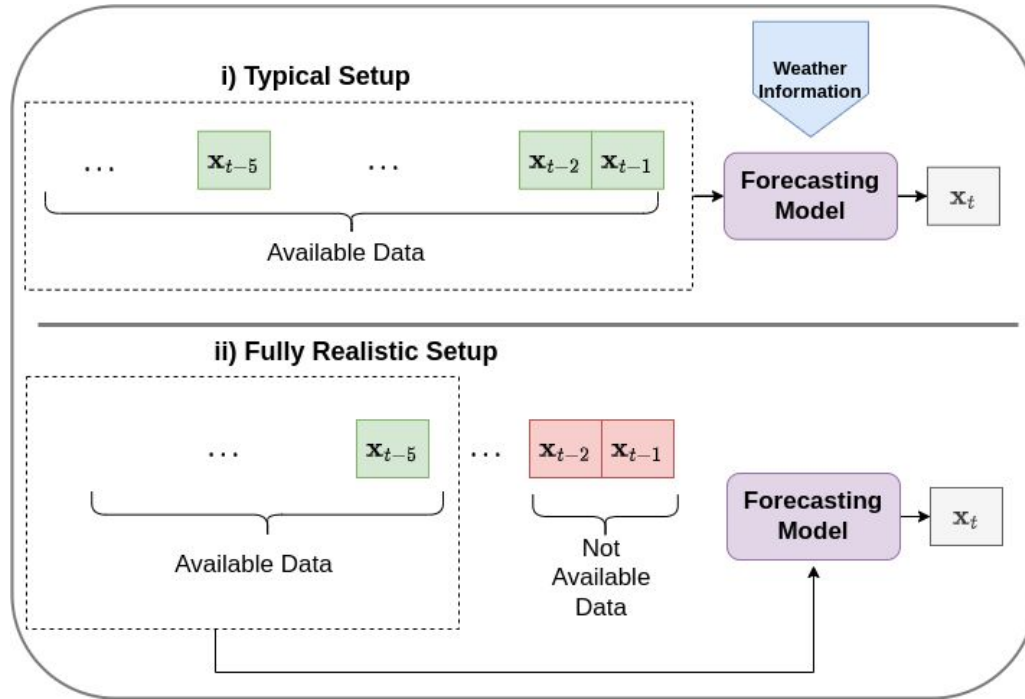 i) Typical Setup
Weather
Information
... x_{t-5} ... x_{t-2} x_{t-1}
Forecasting
Model
x_t
Available Data
ii) Fully Realistic Setup
... x_{t-5} ... x_{t-2} x_{t-1}
Forecasting
Model
x_t
Available Data
Not
Available
Data